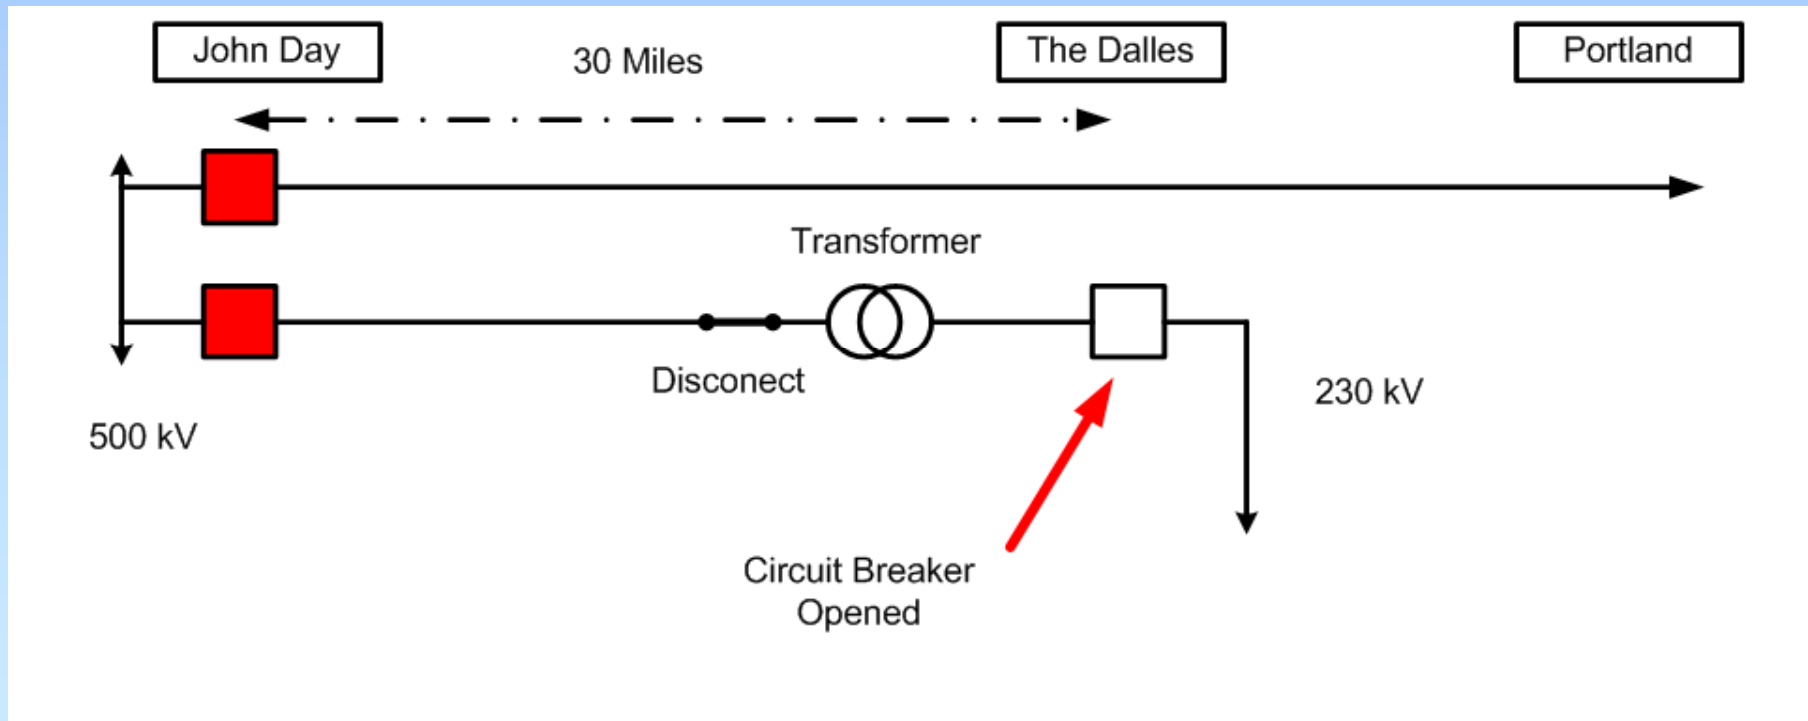 John Day
30 Miles
The Dalles
Portland
Transformer
Disconect
500 kV
230 kV
Circuit Breaker
Opened